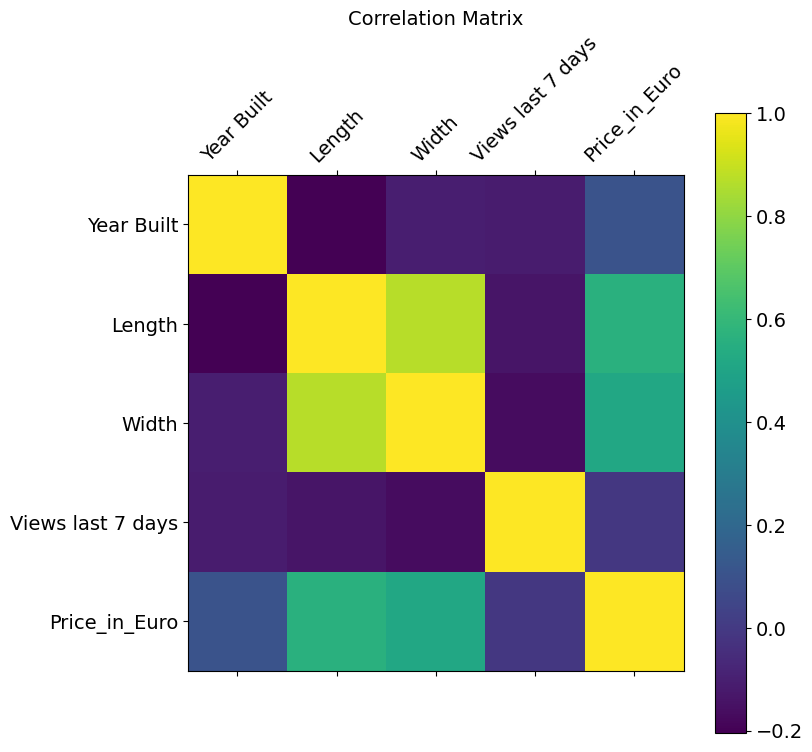 Correlation Matrix
Year Built
Length
Width
Views last 7 days
Price_in_Euro
Year Built
Length
Width
Views last 7 days
Price_in_Euro
1.0
0.8
0.6
0.4
0.2
0.0
−0.2